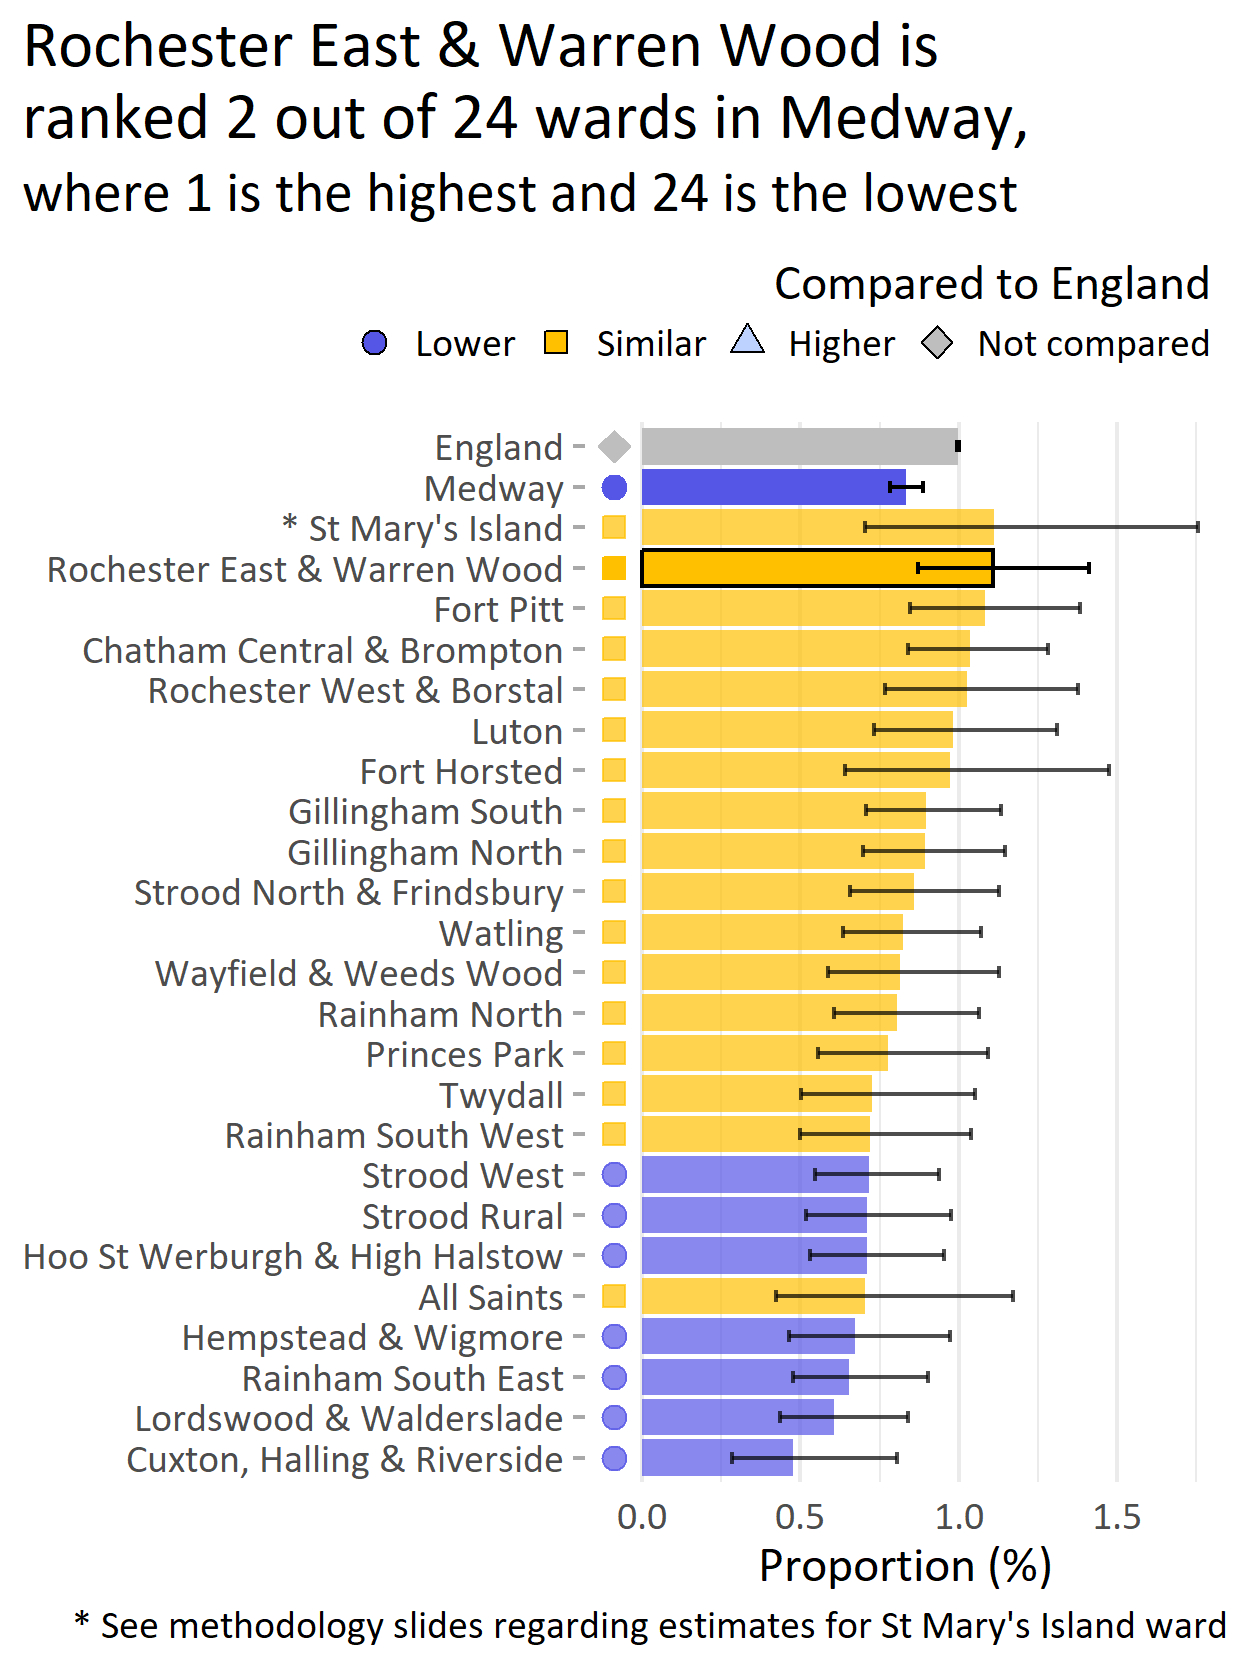 Rochester East & Warren Wood is
ranked 2 out of 24 wards in Medway,
where 1 is the highest and 24 is the lowest
Compared to England
Lower Similar Higher Not compared
England
Medway
* St Mary's Island
Rochester East & Warren Wood
Fort Pitt
Chatham Central & Brompton
Rochester West & Borstal
Luton
Fort Horsted
Gillingham South
Gillingham North
Strood North & Frindsbury
Watling
Wayfield & Weeds Wood
Rainham North
Princes Park
Twydall
Rainham South West
Strood West
Strood Rural
Hoo St Werburgh & High Halstow
All Saints
Hempstead & Wigmore
Rainham South East
Lordswood & Walderslade
Cuxton, Halling & Riverside
0.0 0.5 1.0 1.5
Proportion (%)
* See methodology slides regarding estimates for St Mary's Island ward